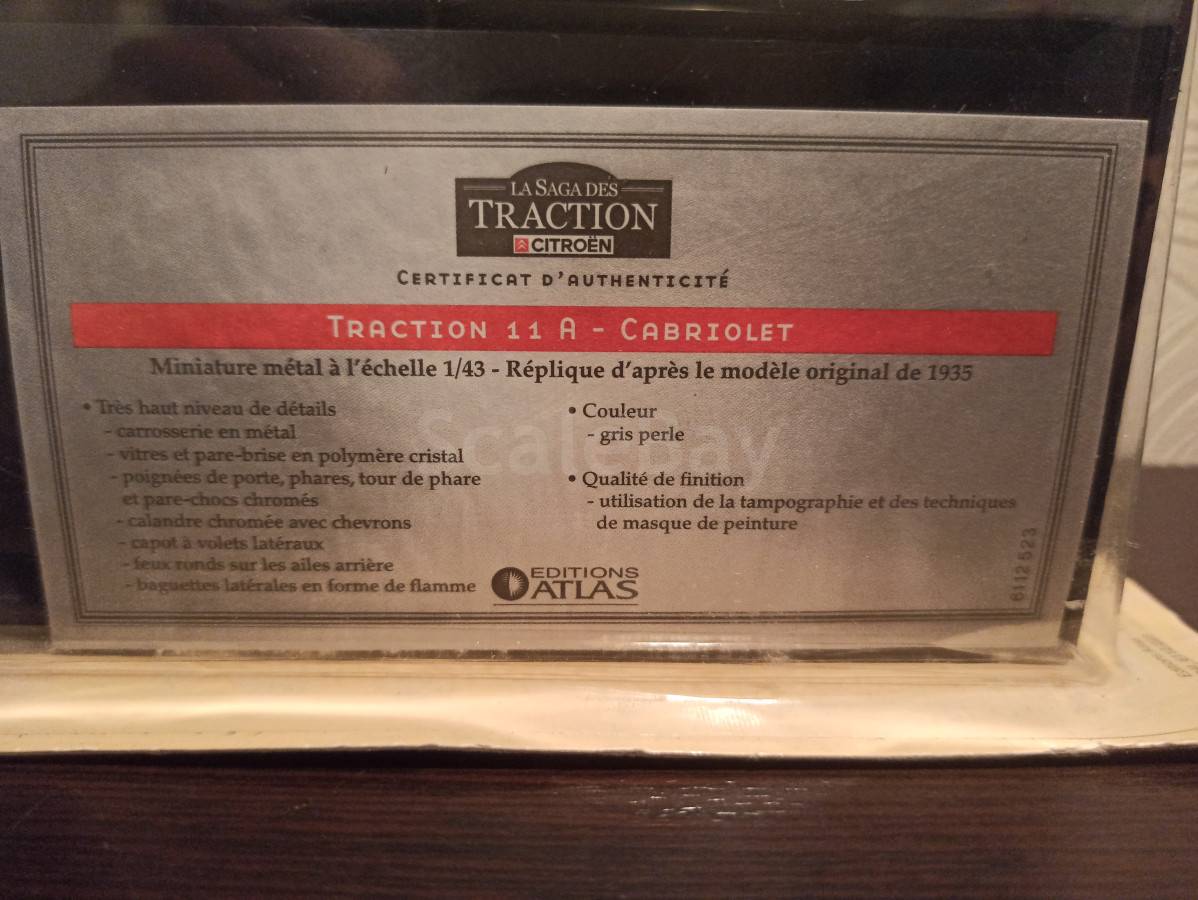 LA SAGA DES
TRACTION
CITROËN
CERTIFICAT D'AUTHENTICITÉ
TRACTION 11 A - CABRIOLET
Miniature métal à l'échelle 1/43 - Réplique d'après le modèle original de 1935
• Très haut niveau de détails
- carrosserie en métal
- vitres et pare-brise en polymère cristal
- poignées de porte, phares, tour de phare
et pare-chocs chromés
- calandre chromée avec chevrons
- capot à volets latéraux
- feux ronds sur les ailes arrière
- baguettes latérales en forme de flamme
• Couleur
- gris perle
• Qualité de finition
- utilisation de la tampographie et des techniques
de masque de peinture
EDITIONS
ATLAS
6112 523
ScaleBay